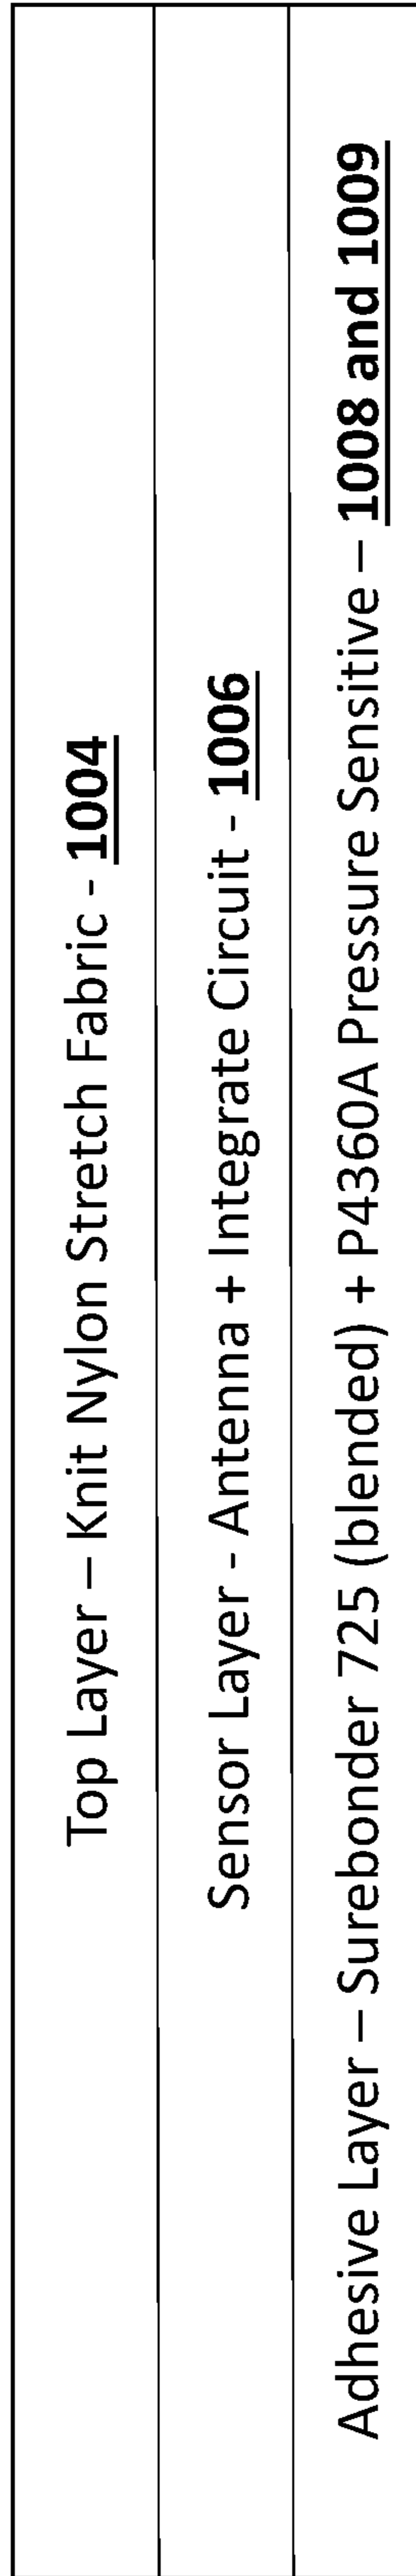 Top Layer – Knit Nylon Stretch Fabric - 1004
Sensor Layer - Antenna + Integrate Circuit - 1006
Adhesive Layer – Surebonder 725 (blended) + P4360A Pressure Sensitive – 1008 and 1009